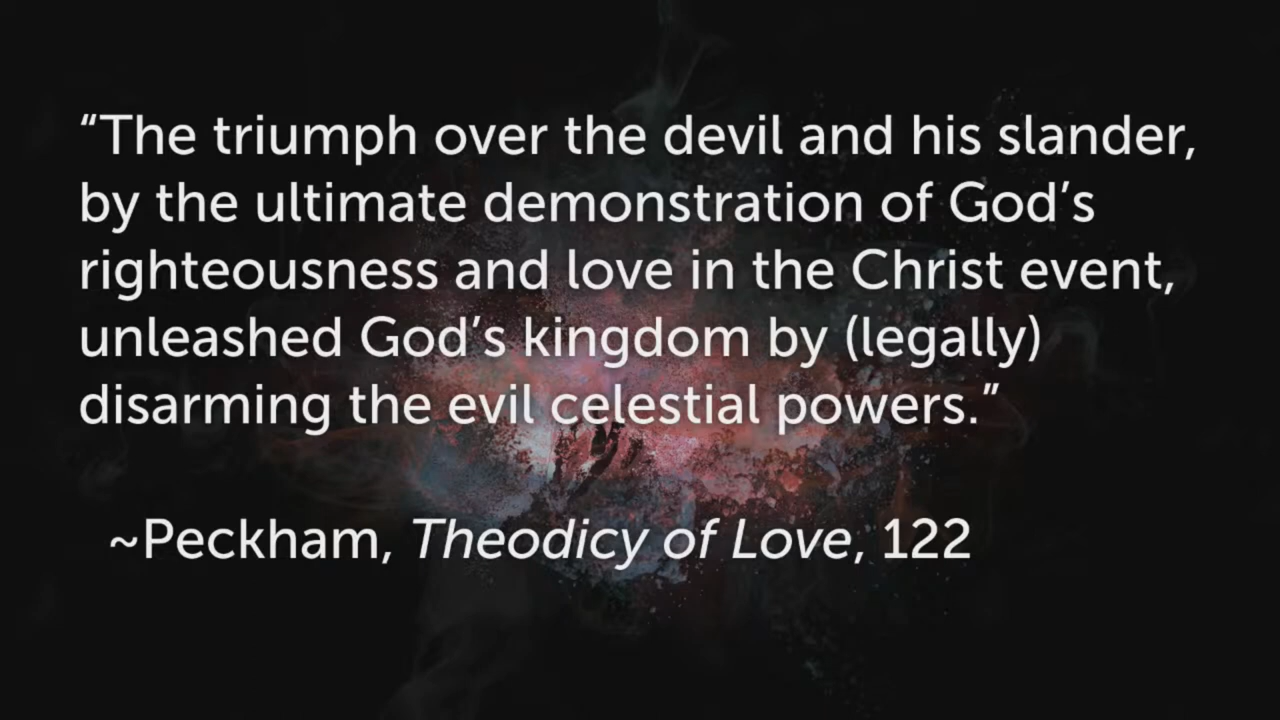 “The triumph over the devil and his slander,
by the ultimate demonstration of God’s
righteousness and love in the Christ event,
unleashed God’s kingdom by (legally)
disarming the evil celestial powers.”
~Peckham, Theodicy of Love, 122